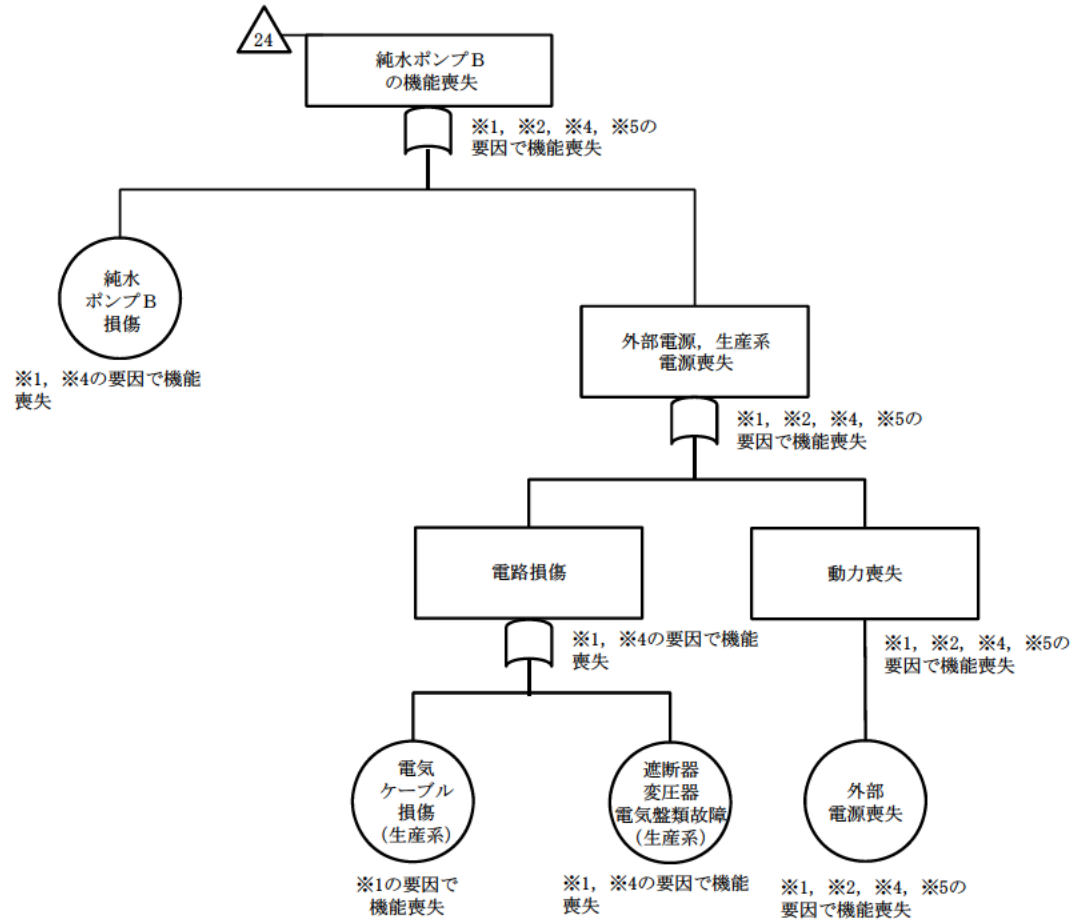 24
純水ポンプB
の機能喪失
※1,※2,※4,※5の
要因で機能喪失
純水
ポンプB
損傷
※1,※4の要因で機能
喪失
外部電源,生産系
電源喪失
※1,※2,※4,※5の
要因で機能喪失
電路損傷
動力喪失
※1,※4の要因で機能
喪失
※1,※2,※4,※5の
要因で機能喪失
電気
ケーブル
損傷
(生産系)
※1の要因で
機能喪失
遮断器
変圧器
電気盤類故障
(生産系)
※1,※4の要因で機能
喪失
外部
電源喪失
※1,※2,※4,※5の
要因で機能喪失